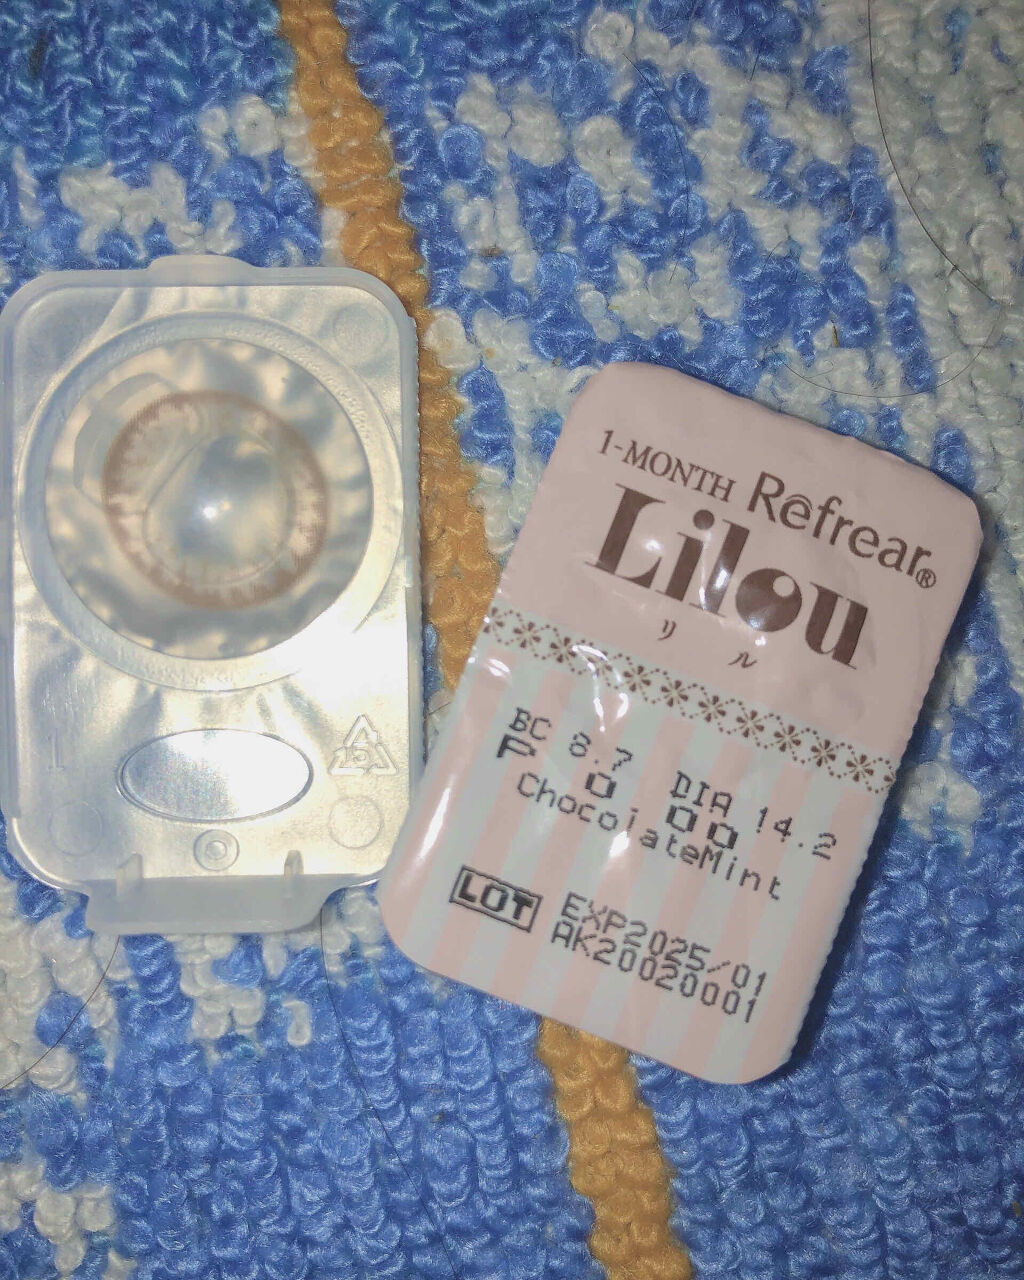 1-MONTH Refrear®
Lilou
リル
BC 8.7 DIA 14.2
P 0.00
ChocolateMint
LOT EXP2025/01
AK20020001
5